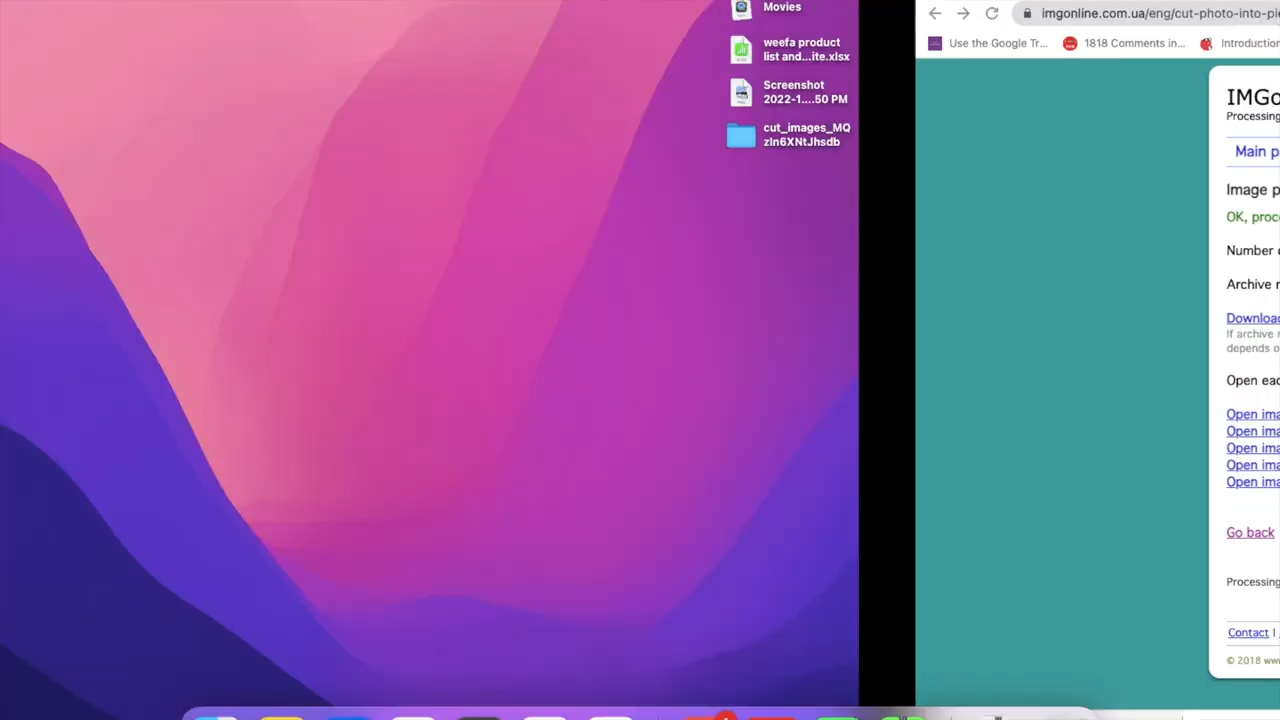 Movies
weefa product
list and...ite.xlsx
Screenshot
2022-1....50 PM
cut_images_MQ
zln6XNtJhsdb
imgonline.com.ua/eng/cut-photo-into-pie
Use the Google Tr...
1818 Comments in...
Introduction
IMGo
Processing
Main p
Image p
OK, proc
Number
Archive
Download
If archive
depends o
Open eac
Open ima
Open ima
Open ima
Open ima
Open ima
Go back
Processing
Contact |
© 2018 ww